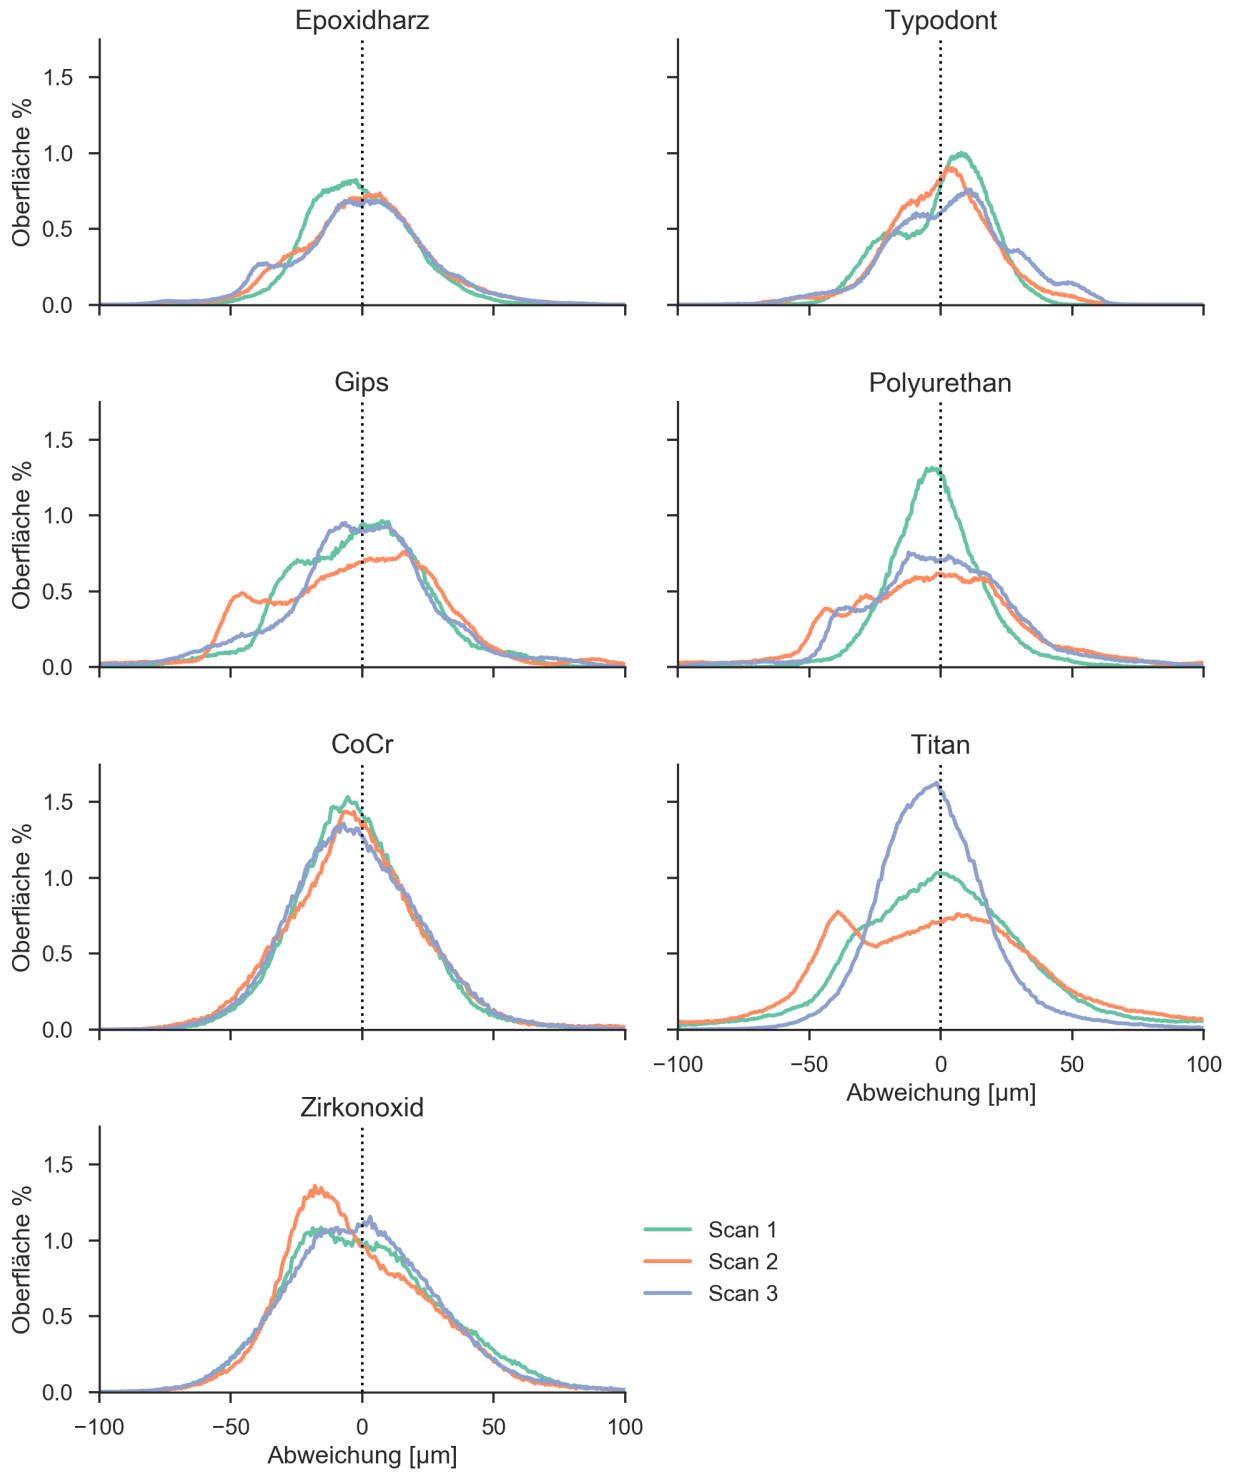 Epoxidharz
Oberfläche %
1.5
1.0
0.5
0.0
Typodont
Gips
Oberfläche %
1.5
1.0
0.5
0.0
Polyurethan
CoCr
Oberfläche %
1.5
1.0
0.5
0.0
Titan
−100 −50 0 50 100
Abweichung [µm]
Zirkonoxid
Oberfläche %
1.5
1.0
0.5
0.0
−100 −50 0 50 100
Abweichung [µm]
Scan 1
Scan 2
Scan 3